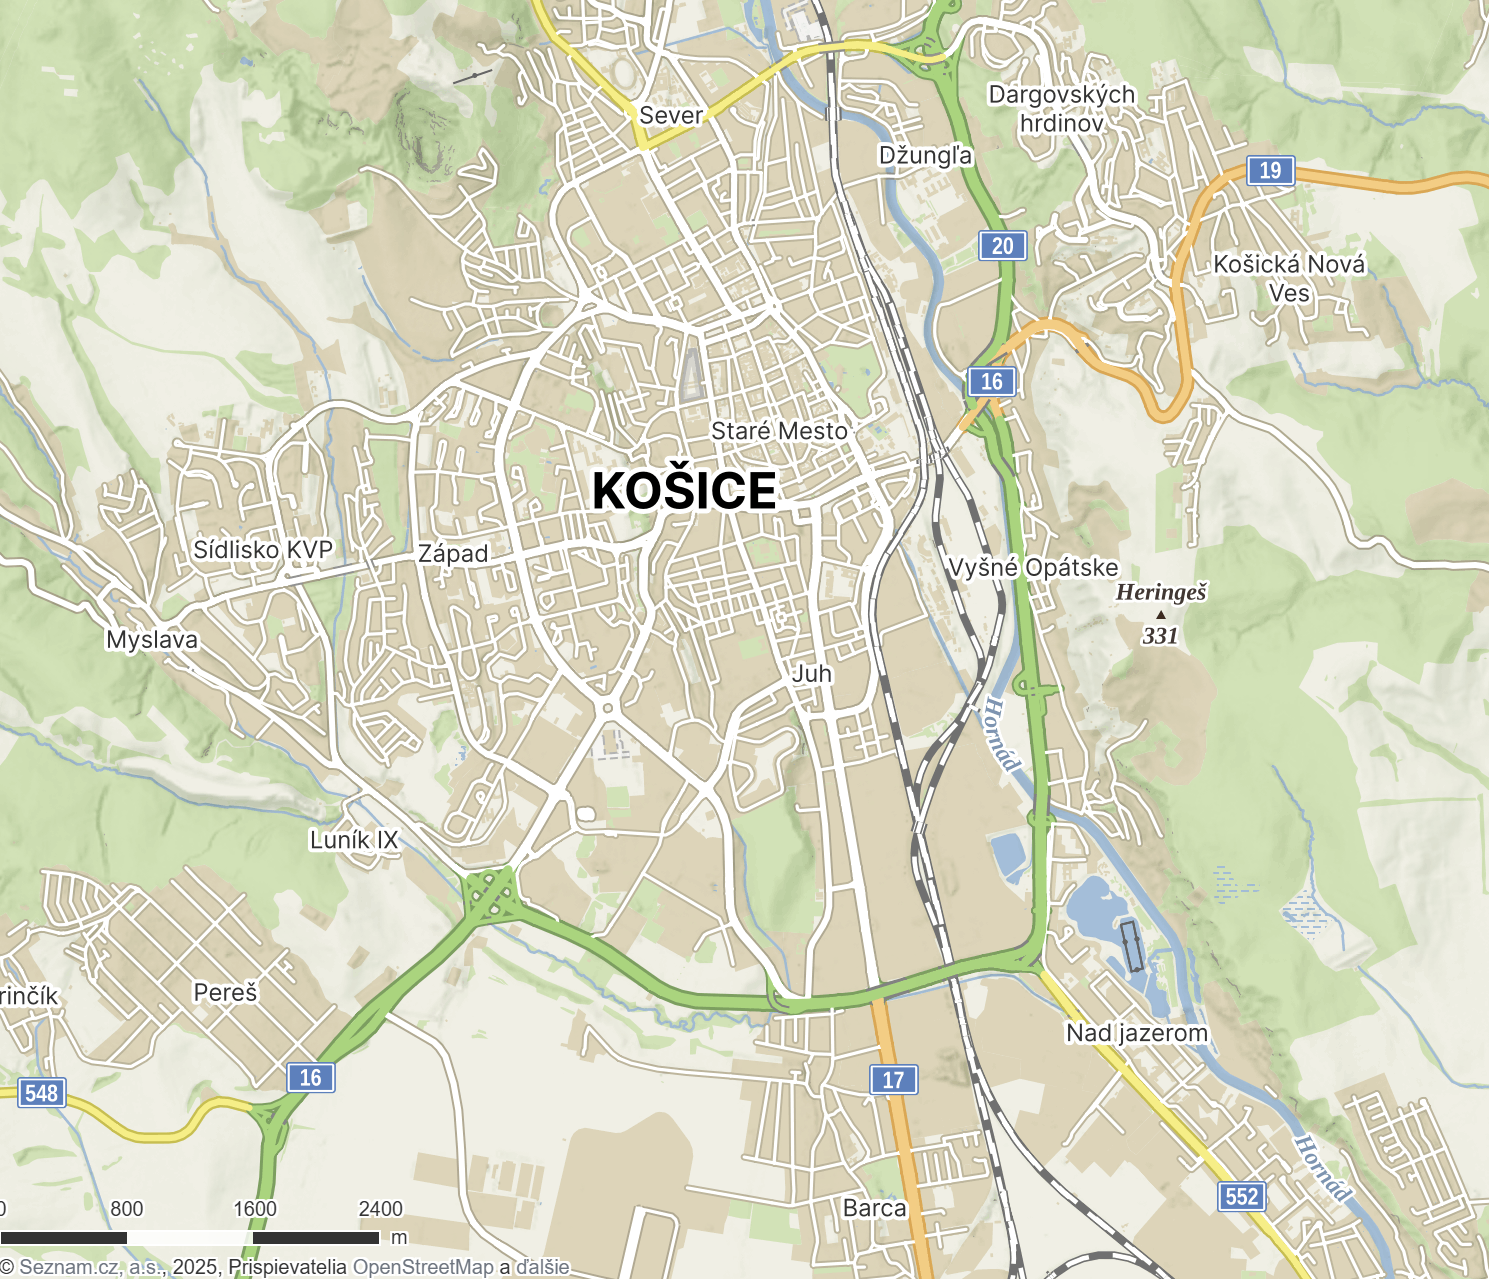 Sever
Dargovských
hrdinov
Džungľa
19
20
Košická Nová
Ves
16
Staré Mesto
KOŠICE
Sídlisko KVP
Západ
Vyšné Opátske
Heringeš
331
Myslava
Juh
Hornád
Luník IX
rinčík
Pereš
Nad jazerom
16
17
548
Hornád
552
Barca
0 800 1600 2400
m
© Seznam.cz, a.s., 2025, Prispievatelia OpenStreetMap a ďalšie